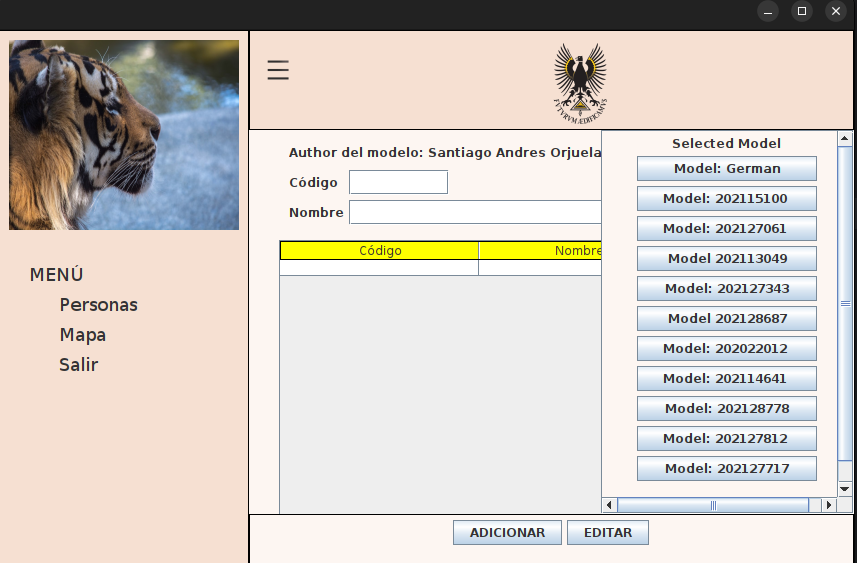 FVTVRVMÆDIFICAMVS
Author del modelo: Santiago Andres Orjuela
Código
Nombre
Código Nombre
Selected Model
Model: German
Model: 202115100
Model: 202127061
Model 202113049
Model: 202127343
Model 202128687
Model: 202022012
Model: 202114641
Model: 202128778
Model: 202127812
Model: 202127717
MENÚ
Personas
Mapa
Salir
ADICIONAR EDITAR